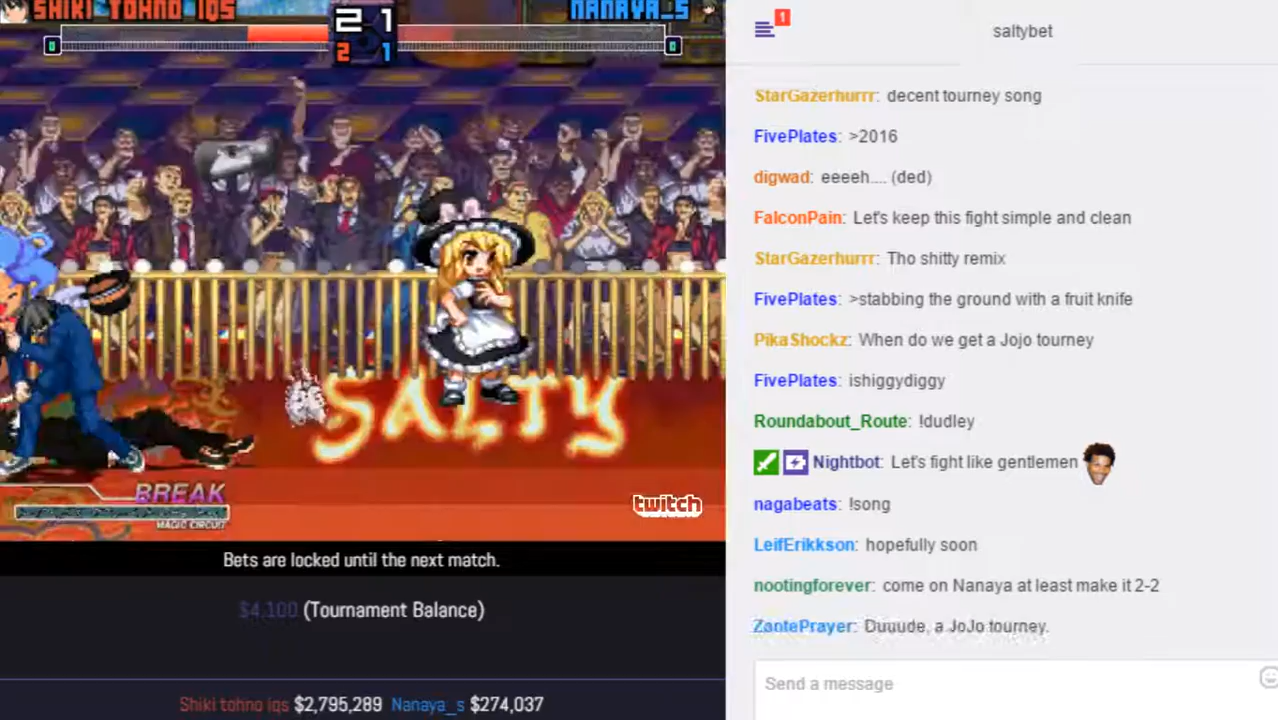 SHIKI TOHNO IQS
2 1
NANAYA_S
0
2 1
0
SALTY
BREAK
MAGIC CIRCUIT
twitch
Bets are locked until the next match.
$4,100 (Tournament Balance)
Shiki tohno iqs $2,795,289 Nanaya_s $274,037
1
saltybet
StarGazerhurrr: decent tourney song
FivePlates: >2016
digwad: eeeeh.... (ded)
FalconPain: Let's keep this fight simple and clean
StarGazerhurrr: Tho shitty remix
FivePlates: >stabbing the ground with a fruit knife
PikaShockz: When do we get a Jojo tourney
FivePlates: ishiggydiggy
Roundabout_Route: !dudley
Nightbot: Let's fight like gentlemen
nagabeats: !song
LeifErikkson: hopefully soon
nootingforever: come on Nanaya at least make it 2-2
ZantePrayer: Duuude, a JoJo tourney.
Send a message